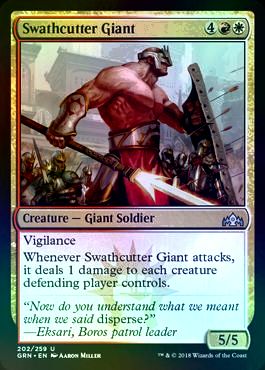 Swathcutter Giant 4
Creature — Giant Soldier
Vigilance
Whenever Swathcutter Giant attacks,
it deals 1 damage to each creature
defending player controls.
“Now do you understand what we meant
when we said disperse?”
—Eksari, Boros patrol leader
5/5
202/259 U
GRN • EN Aaron Miller
™ & © 2018 Wizards of the Coast